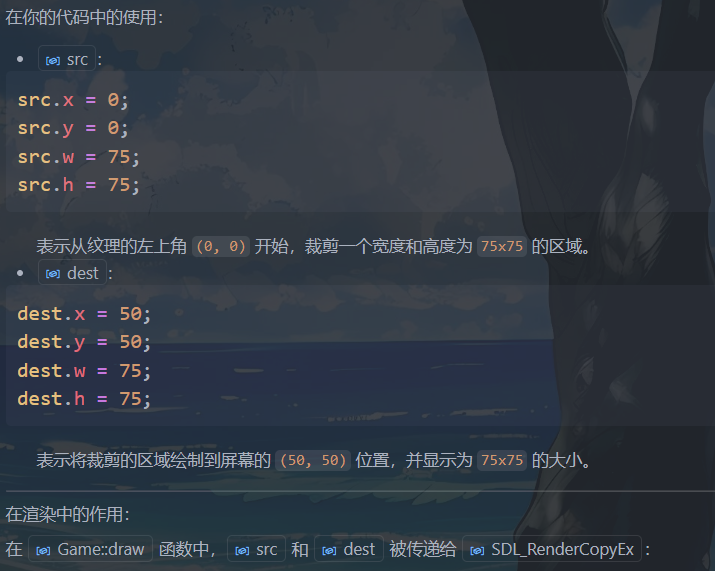 在你的代码中的使用：
src：
src.x = 0;
src.y = 0;
src.w = 75;
src.h = 75;
表示从纹理的左上角 (0, 0) 开始，裁剪一个宽度和高度为 75x75 的区域。
dest：
dest.x = 50;
dest.y = 50;
dest.w = 75;
dest.h = 75;
表示将裁剪的区域绘制到屏幕的 (50, 50) 位置，并显示为 75x75 的大小。
在渲染中的作用：
在 Game::draw 函数中，src 和 dest 被传递给 SDL_RenderCopyEx：